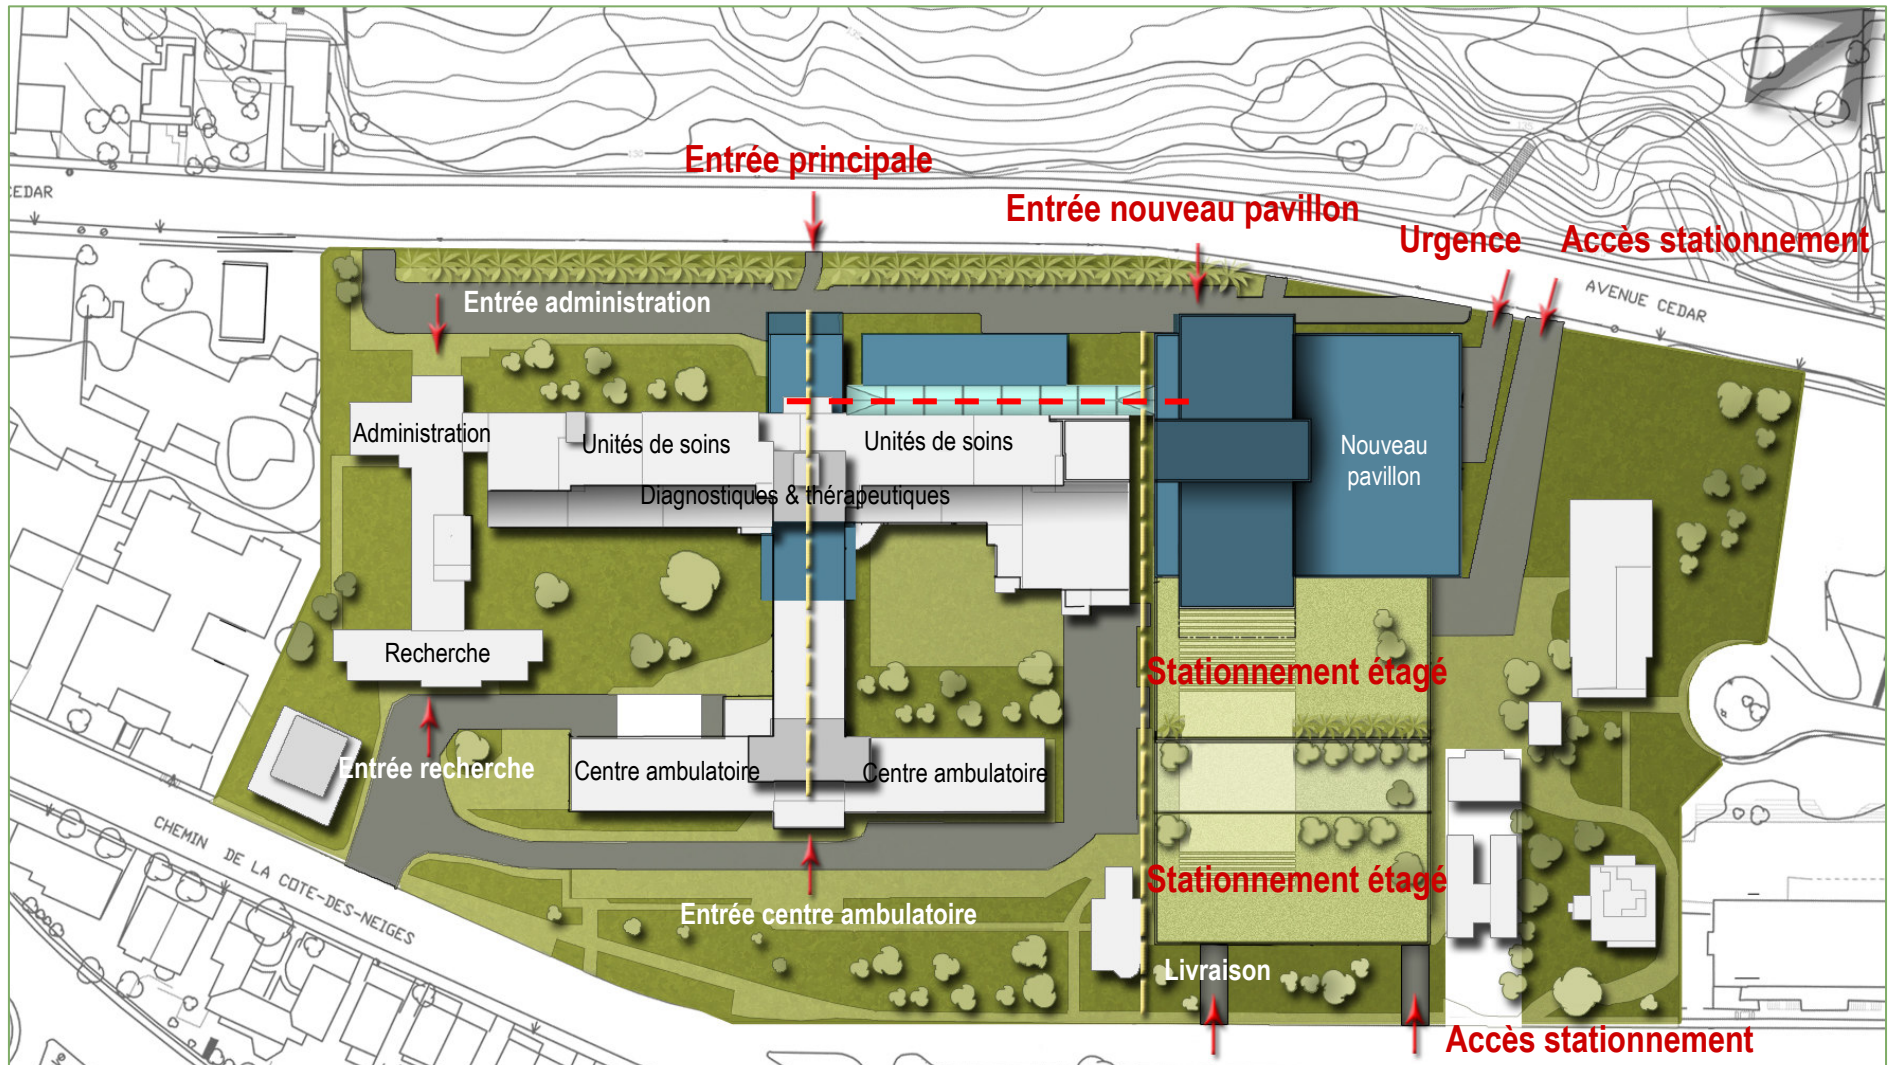 Entrée principale
CEDAR
Entrée nouveau pavillon
Urgence
Accès stationnement
AVENUE CEDAR
Entrée administration
Administration
Unités de soins
Unités de soins
Nouveau
pavillon
Diagnostiques & thérapeutiques
Recherche
Stationnement étagé
Entrée recherche
Centre ambulatoire
Centre ambulatoire
CHEMIN DE LA COTE-DES-NEIGES
Stationnement étagé
Entrée centre ambulatoire
Livraison
Accès stationnement